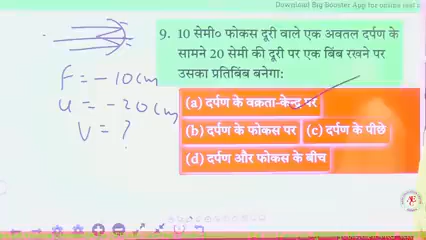 Download Big Booster App for online
9. 10 सेमी० फोकस दूरी वाले एक अवतल दर्पण के
सामने 20 सेमी की दूरी पर एक बिंब रखने पर
उसका प्रतिबिंब बनेगा:
F = - 10cm
u = - 20cm
V = ?
(a) दर्पण के वक्रता-केन्द्र पर
(b) दर्पण के फोकस पर (c) दर्पण के पीछे
(d) दर्पण और फोकस के बीच